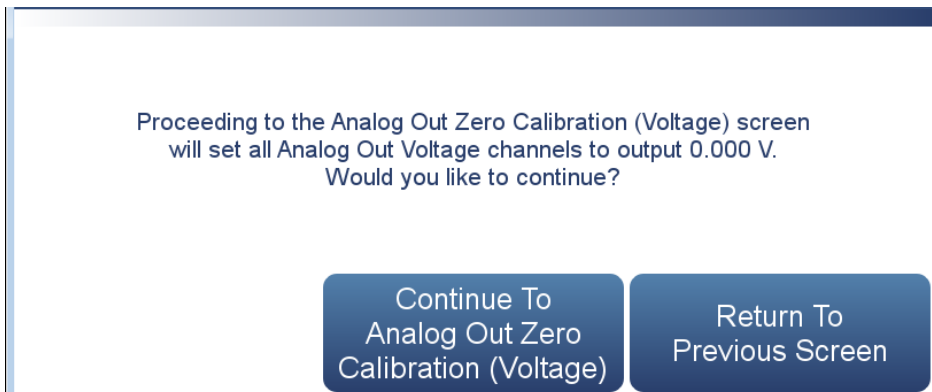 Proceeding to the Analog Out Zero Calibration (Voltage) screen
will set all Analog Out Voltage channels to output 0.000 V.
Would you like to continue?
Continue To
Analog Out Zero
Calibration (Voltage)
Return To
Previous Screen